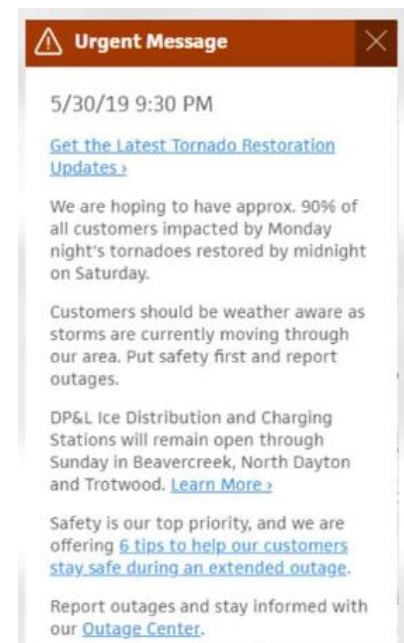 Urgent Message
5/30/19 9:30 PM
Get the Latest Tornado Restoration
Updates ›
We are hoping to have approx. 90% of
all customers impacted by Monday
night's tornadoes restored by midnight
on Saturday.
Customers should be weather aware as
storms are currently moving through
our area. Put safety first and report
outages.
DP&L Ice Distribution and Charging
Stations will remain open through
Sunday in Beavercreek, North Dayton
and Trotwood. Learn More ›
Safety is our top priority, and we are
offering 6 tips to help our customers
stay safe during an extended outage.
Report outages and stay informed with
our Outage Center.